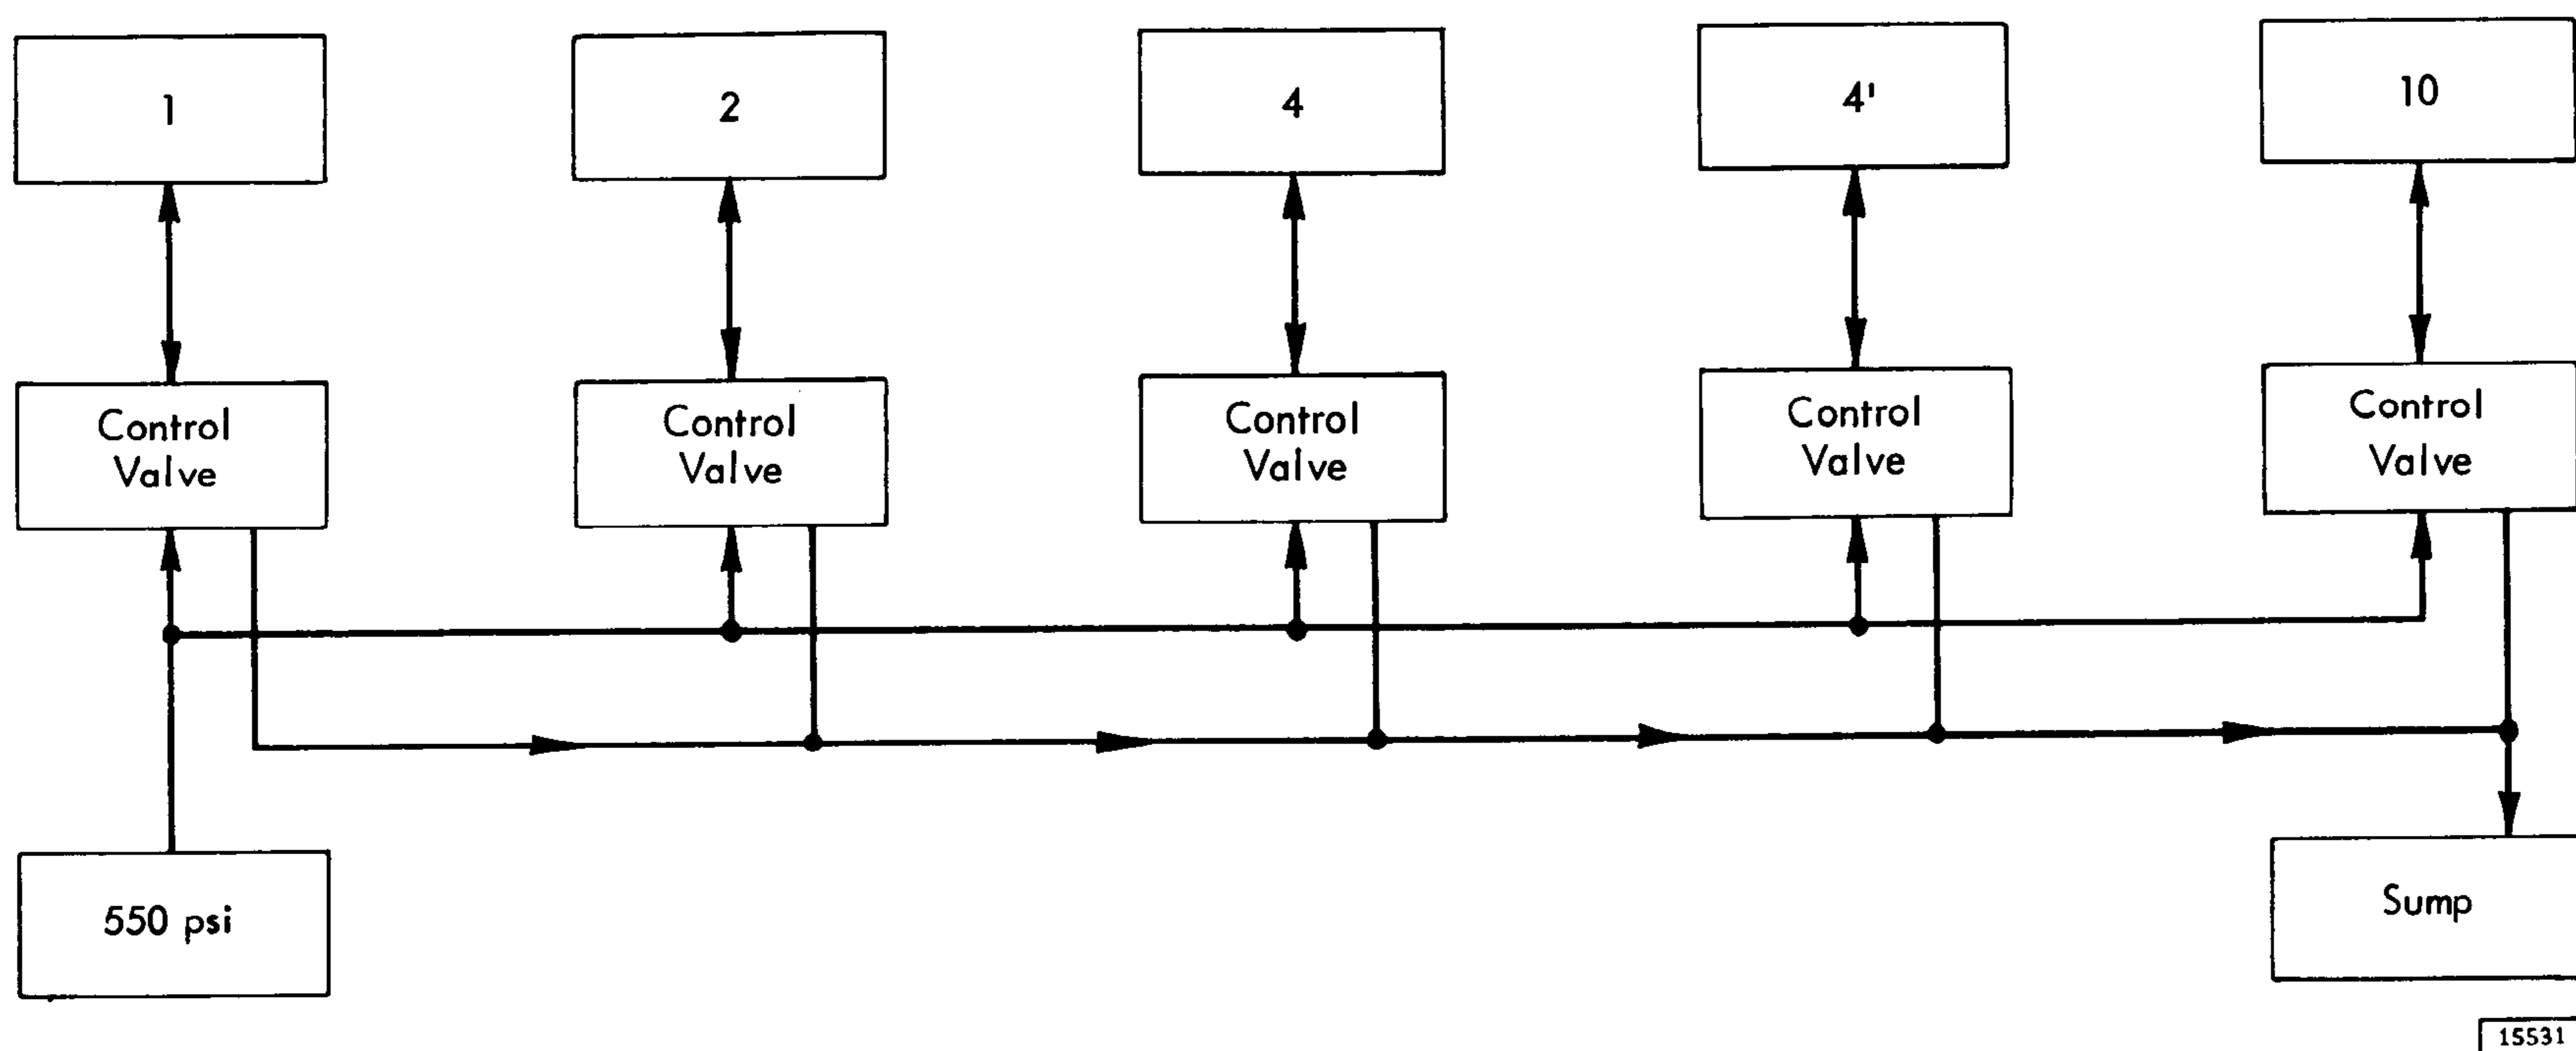 1
2
4
4'
10
Control
Valve
Control
Valve
Control
Valve
Control
Valve
Control
Valve
550 psi
Sump
15531